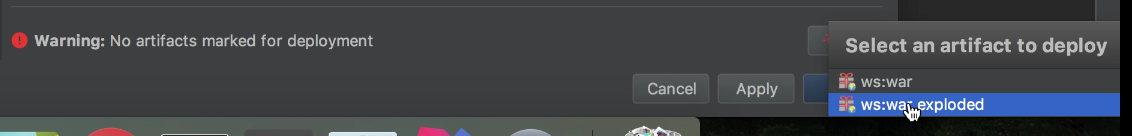 Warning: No artifacts marked for deployment
Select an artifact to deploy
ws:war
ws:war exploded
Cancel
Apply